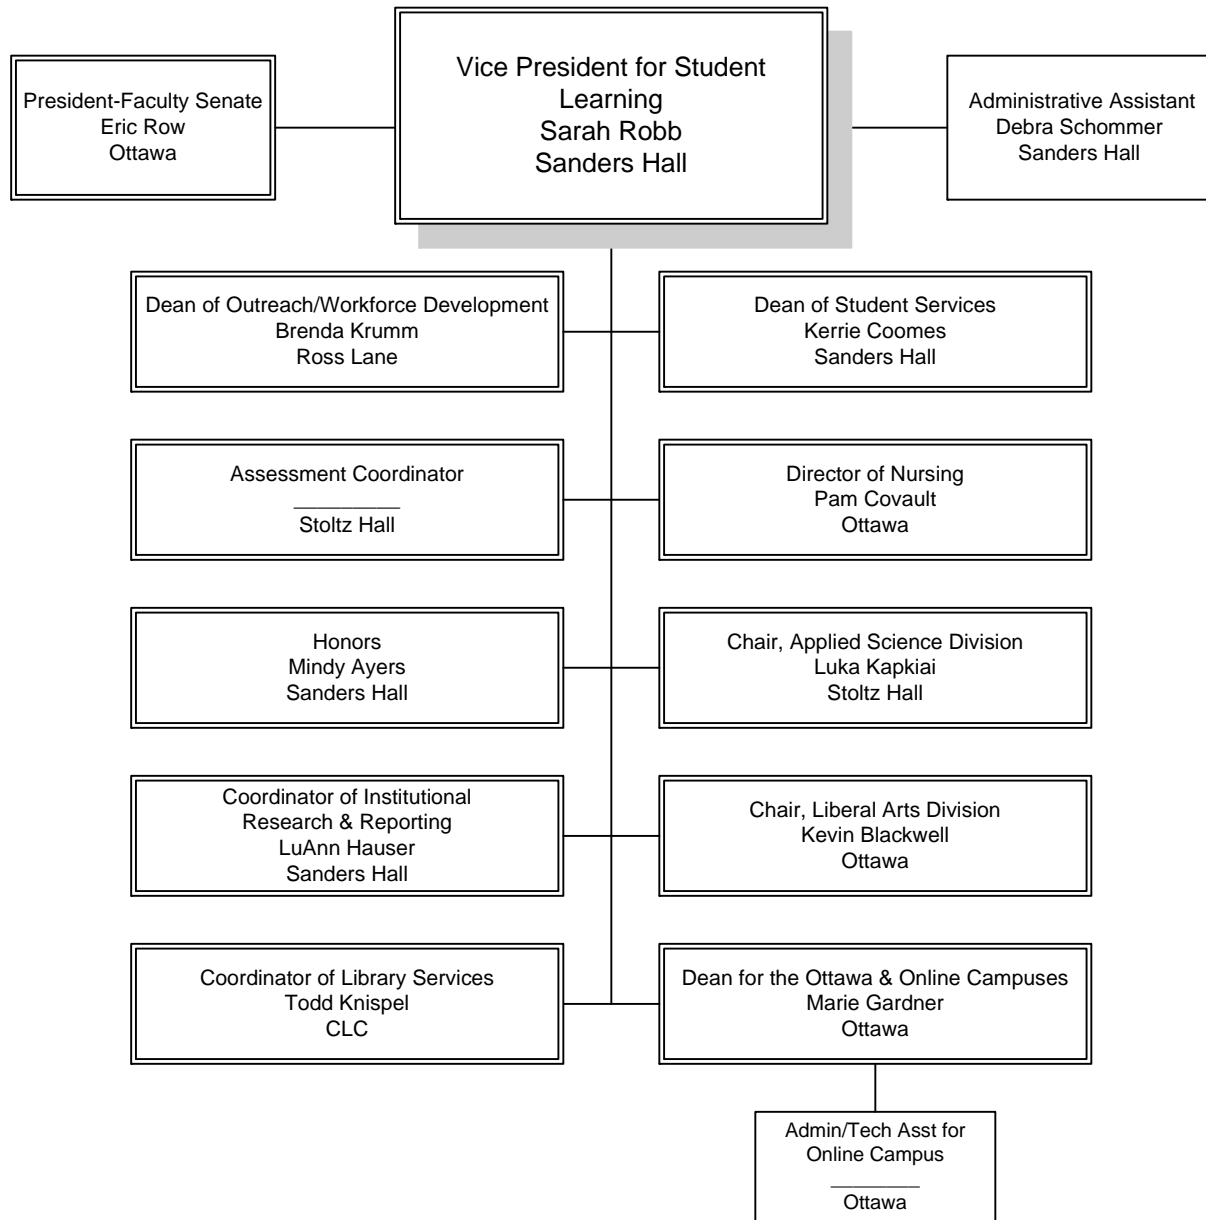 President-Faculty Senate
Eric Row
Ottawa
Vice President for Student
Learning
Sarah Robb
Sanders Hall
Administrative Assistant
Debra Schommer
Sanders Hall
Dean of Outreach/Workforce Development
Brenda Krumm
Ross Lane
Dean of Student Services
Kerrie Coomes
Sanders Hall
Assessment Coordinator
_________
Stoltz Hall
Director of Nursing
Pam Covault
Ottawa
Honors
Mindy Ayers
Sanders Hall
Chair, Applied Science Division
Luka Kapkiai
Stoltz Hall
Coordinator of Institutional
Research & Reporting
LuAnn Hauser
Sanders Hall
Chair, Liberal Arts Division
Kevin Blackwell
Ottawa
Coordinator of Library Services
Todd Knispel
CLC
Dean for the Ottawa & Online Campuses
Marie Gardner
Ottawa
Admin/Tech Asst for
Online Campus
________
Ottawa